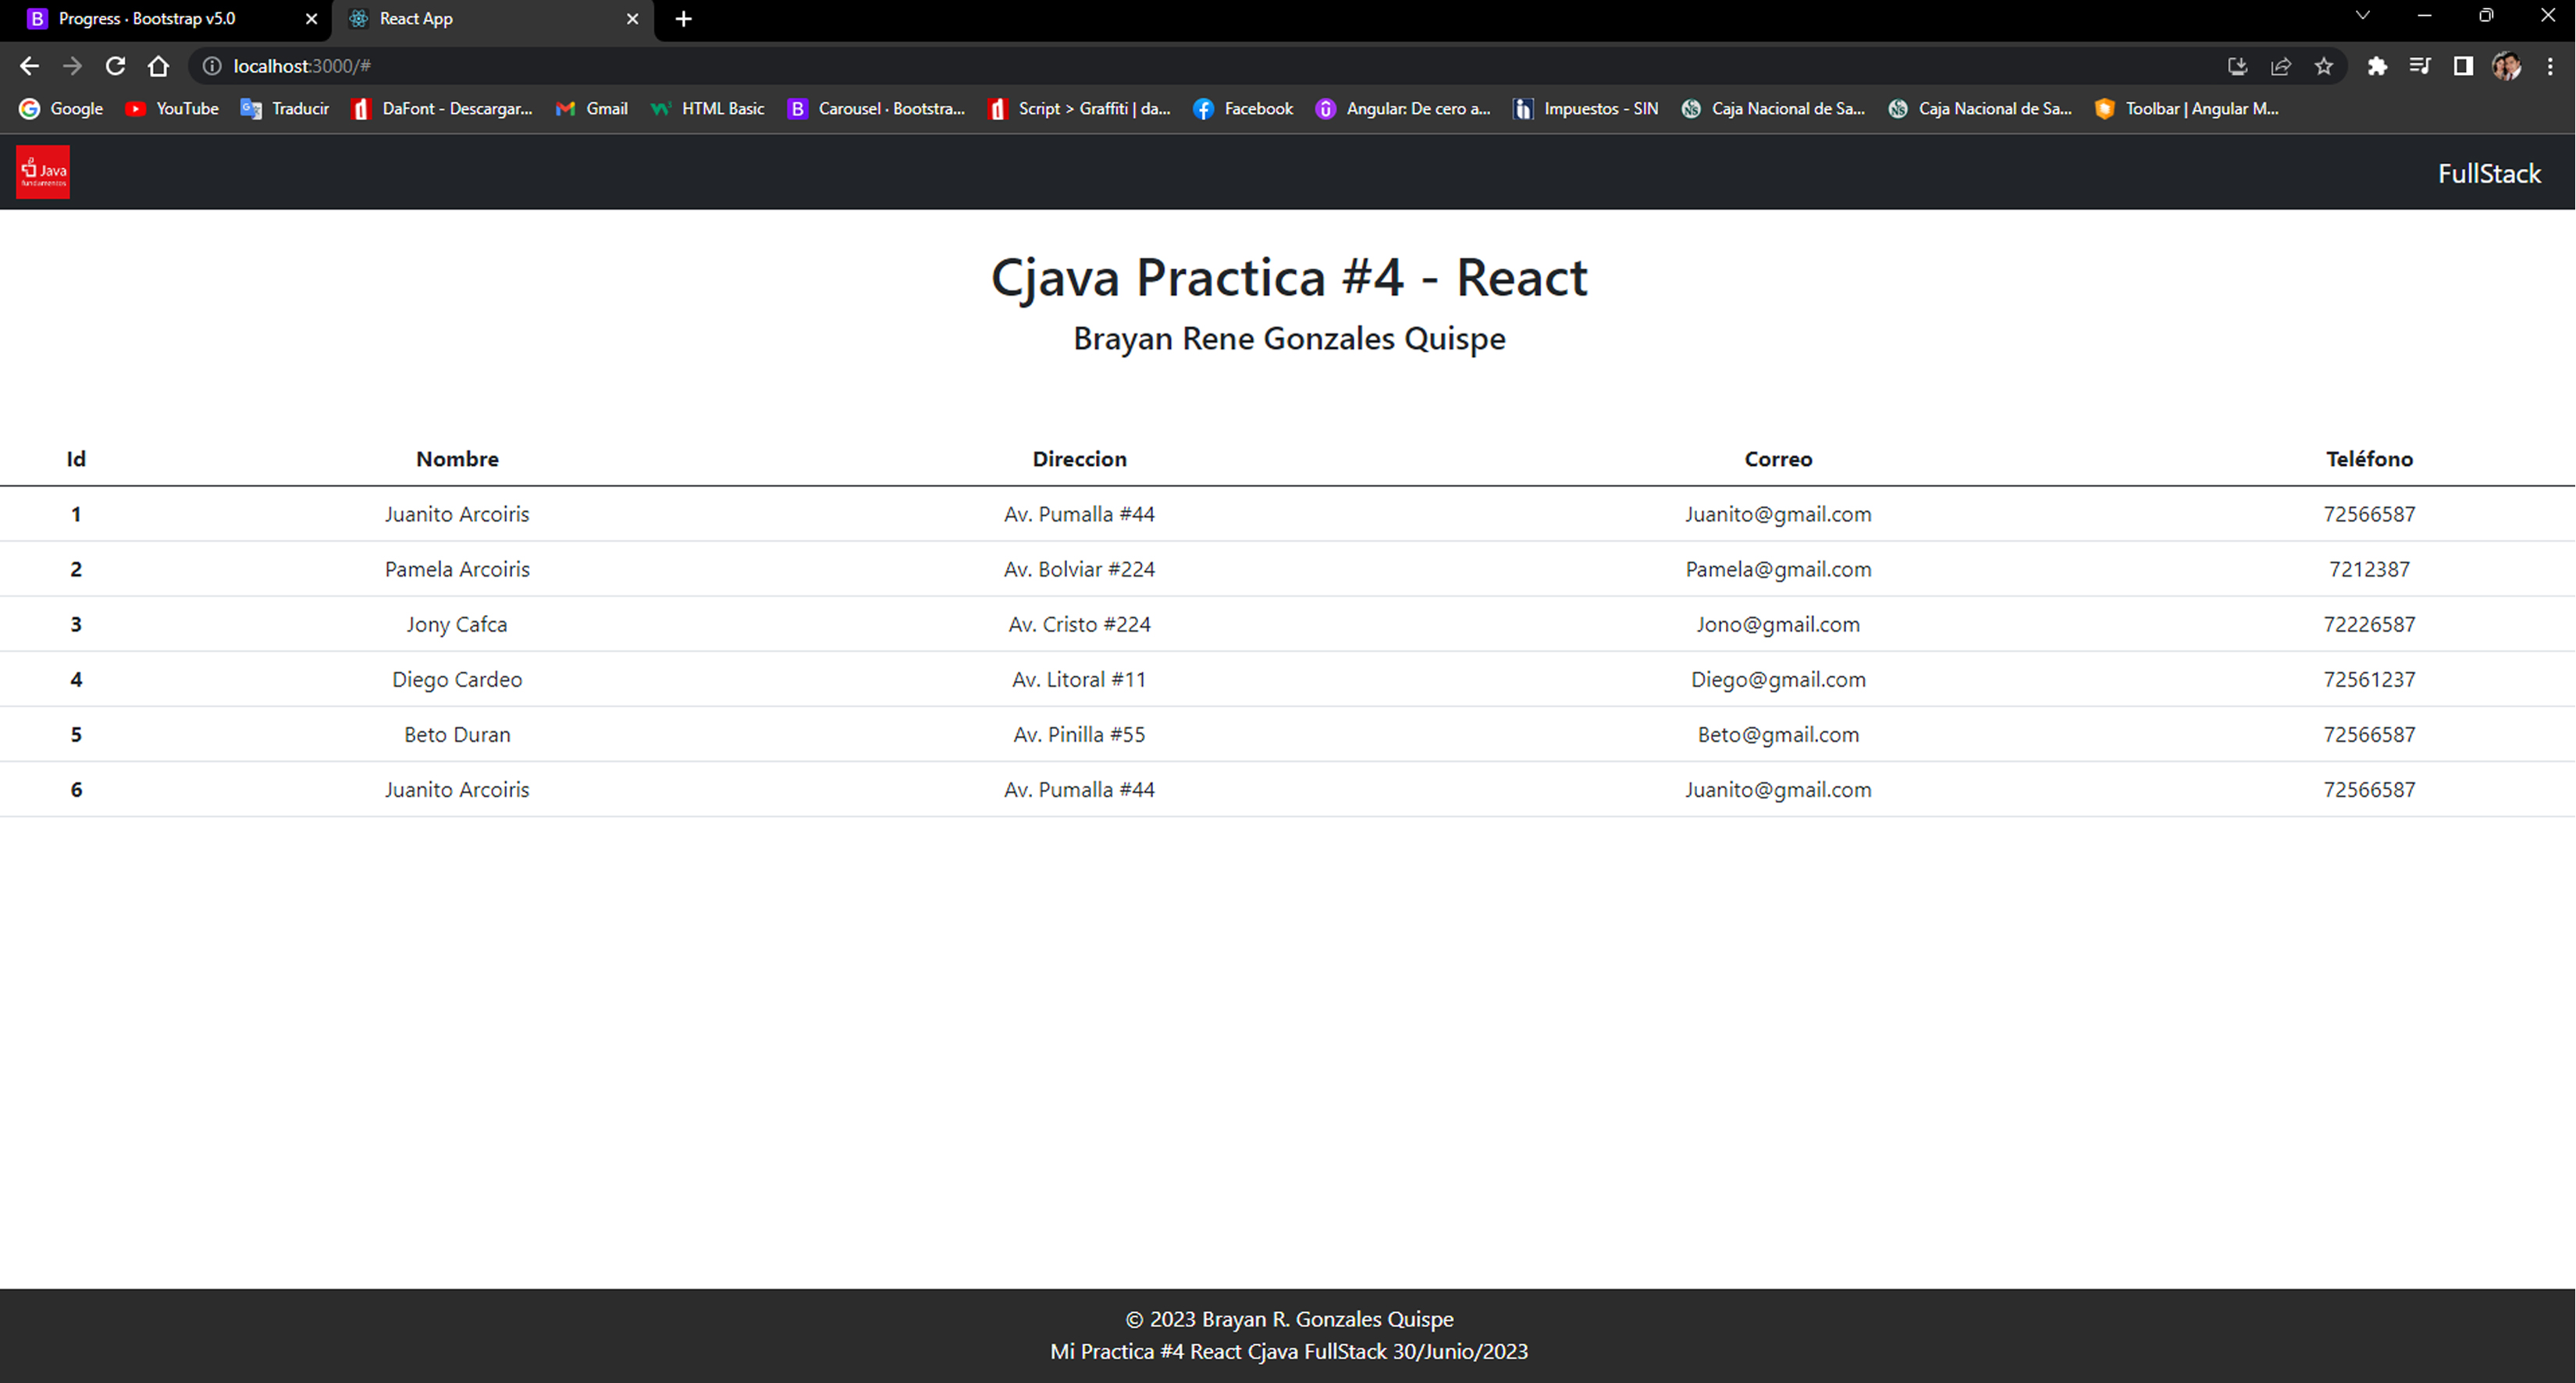 Progress · Bootstrap v5.0
React App
localhost:3000/#
Google YouTube Traducir DaFont - Descargar... Gmail HTML Basic Carousel · Bootstra... Script > Graffiti | da... Facebook Angular: De cero a... Impuestos - SIN Caja Nacional de Sa... Caja Nacional de Sa... Toolbar | Angular M...
Java
fundamentos
FullStack
Cjava Practica #4 - React
Brayan Rene Gonzales Quispe
Id Nombre Direccion Correo Teléfono
1 Juanito Arcoiris Av. Pumalla #44 Juanito@gmail.com 72566587
2 Pamela Arcoiris Av. Bolviar #224 Pamela@gmail.com 7212387
3 Jony Cafca Av. Cristo #224 Jono@gmail.com 72226587
4 Diego Cardeo Av. Litoral #11 Diego@gmail.com 72561237
5 Beto Duran Av. Pinilla #55 Beto@gmail.com 72566587
6 Juanito Arcoiris Av. Pumalla #44 Juanito@gmail.com 72566587
© 2023 Brayan R. Gonzales Quispe
Mi Practica #4 React Cjava FullStack 30/Junio/2023